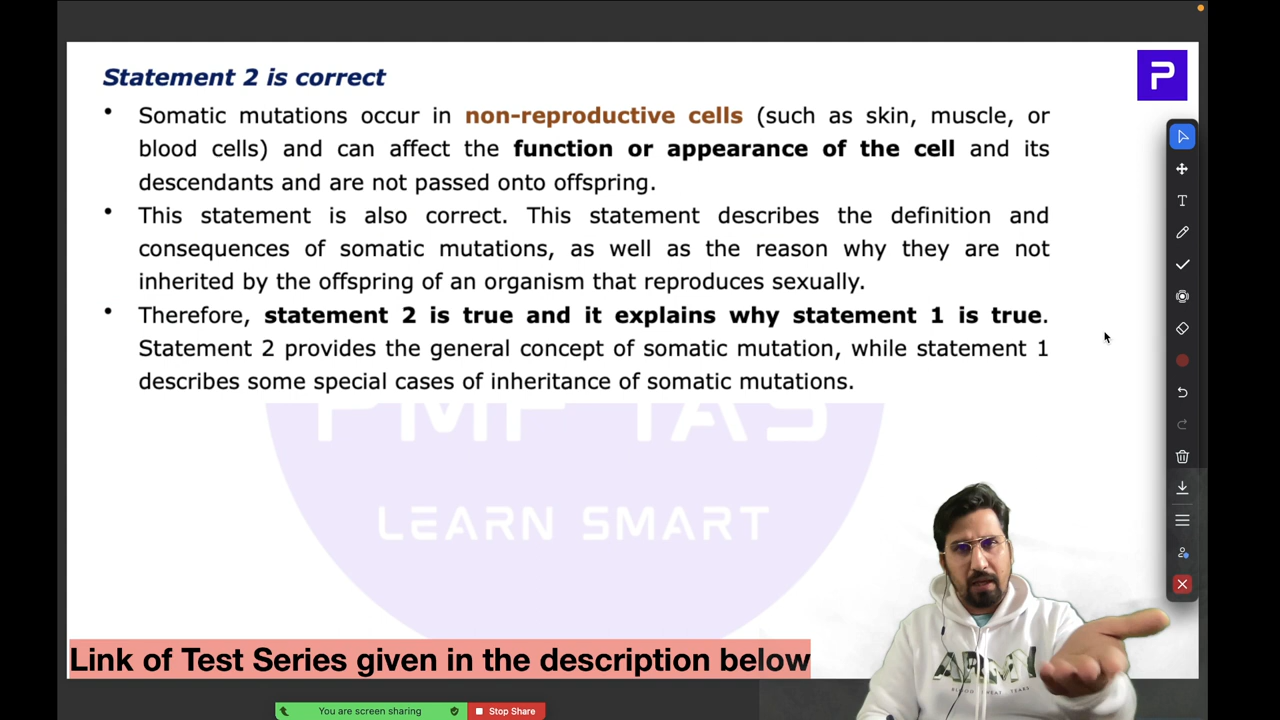 Statement 2 is correct
P
• Somatic mutations occur in non-reproductive cells (such as skin, muscle, or
blood cells) and can affect the function or appearance of the cell and its
descendants and are not passed onto offspring.
• This statement is also correct. This statement describes the definition and
consequences of somatic mutations, as well as the reason why they are not
inherited by the offspring of an organism that reproduces sexually.
• Therefore, statement 2 is true and it explains why statement 1 is true.
Statement 2 provides the general concept of somatic mutation, while statement 1
describes some special cases of inheritance of somatic mutations.
PMF IAS
LEARN SMART
ARMY
BLOOD SWEAT TEARS
Link of Test Series given in the description below
You are screen sharing
Stop Share
T